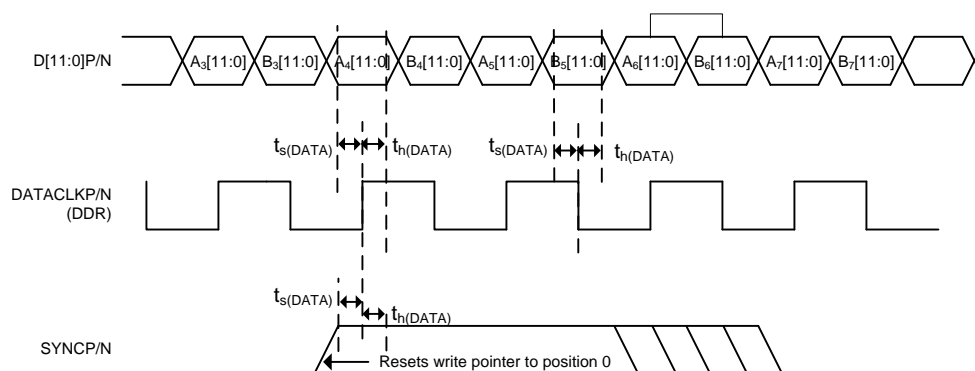 D[11:0]P/N
A3[11:0] B3[11:0] A4[11:0] B4[11:0] A5[11:0] B5[11:0] A6[11:0] B6[11:0] A7[11:0] B7[11:0]
ts(DATA) th(DATA) ts(DATA) th(DATA)
DATACLKP/N
(DDR)
ts(DATA) th(DATA)
SYNCP/N
Resets write pointer to position 0